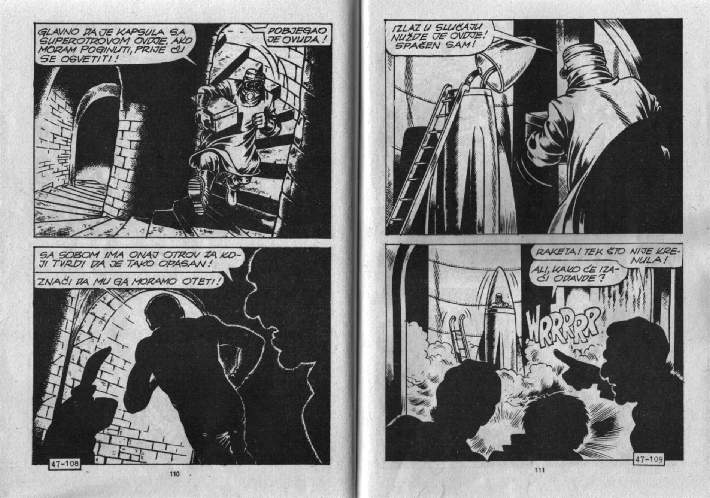 GLAVNO DA JE KAPSULA SA
SUPEROTROVOM OVDJE, AKO
MORAM POGINUTI, PRIJE ĆU
SE OSVETITI!
POBJEGAO
JE OVUDA!
SA SOBOM IMA ONAJ OTROV ZA KO-
JI TVRDI DA JE TAKO OPASAN!
ZNAČI DA MU GA MORAMO OTETI!
47-108
110
IZLAZ U SLUČAJU
NUŽDE JE OVDJE!
SPAŠEN SAM!
RAKETA! TEK ŠTO NIJE KRE-
NULA!
ALI, KAKO ĆE IZA-
ĆI ODAVDE?
WRRRRRR
47-109
111